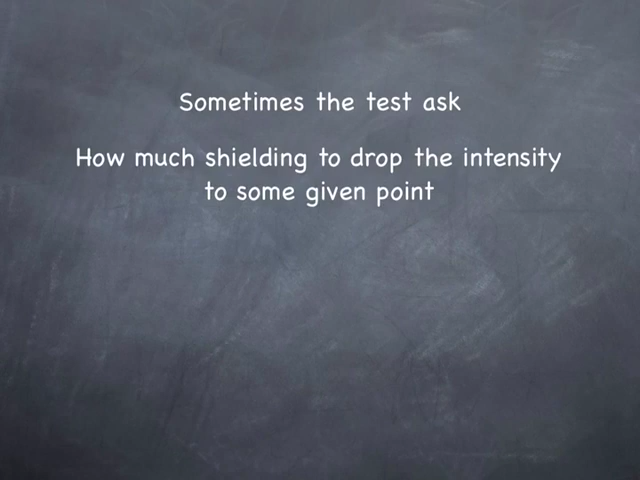 Sometimes the test ask
How much shielding to drop the intensity
to some given point